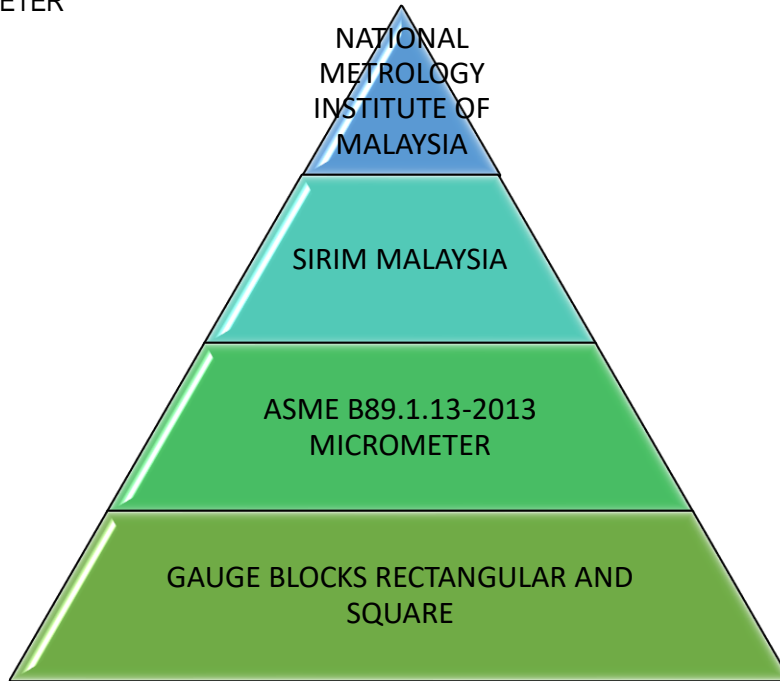 NATIONAL
METROLOGY
INSTITUTE OF
MALAYSIA
SIRIM MALAYSIA
ASME B89.1.13-2013
MICROMETER
GAUGE BLOCKS RECTANGULAR AND
SQUARE